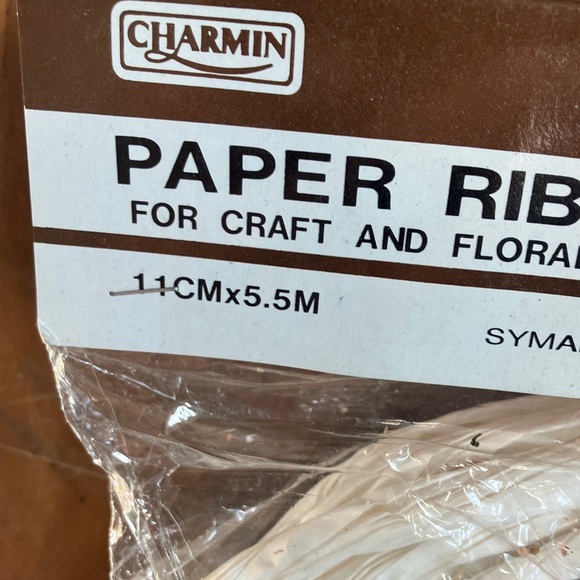 CHARMIN
PAPER RIB
FOR CRAFT AND FLORA
11CMx5.5M
SYMA